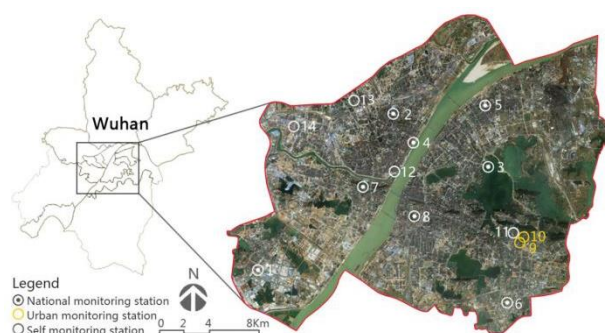 Wuhan
13
2
5
14
4
12
3
7
8
11
10
9
1
6
Legend
N
National monitoring station
Urban monitoring station
Self monitoring station
0 2 4 8Km